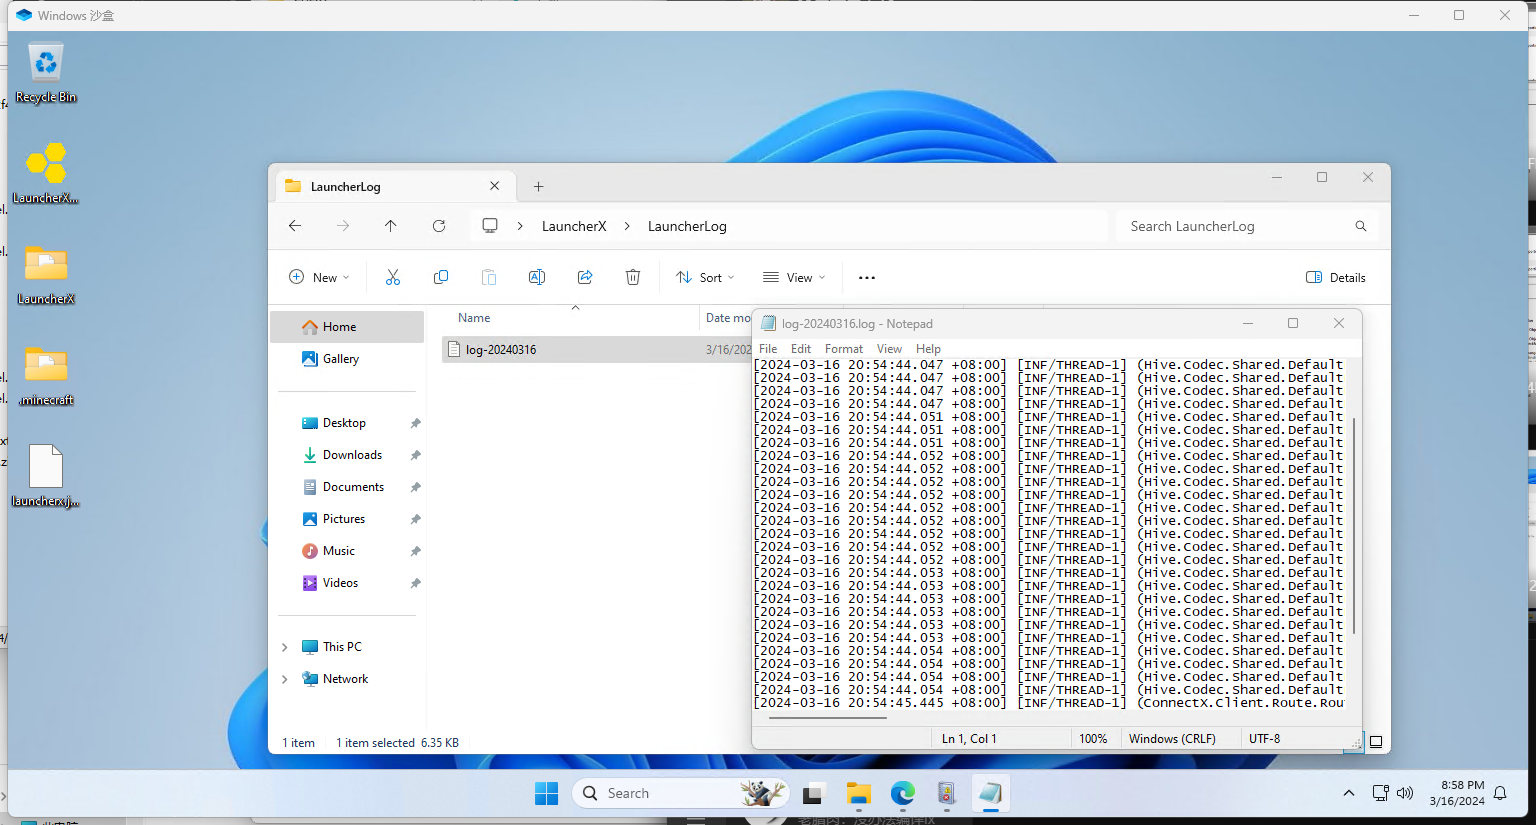 Windows 沙盒
Recycle Bin
LauncherX...
LauncherX
.minecraft
launcherx.j...
LauncherLog
LauncherX
LauncherLog
Search LauncherLog
New
Sort
View
Details
Home
Gallery
Desktop
Downloads
Documents
Pictures
Music
Videos
This PC
Network
Name
Date mo
log-20240316
3/16/202
1 item
1 item selected 6.35 KB
log-20240316.log - Notepad
File Edit Format View Help
[2024-03-16 20:54:44.047 +08:00] [INF/THREAD-1] (Hive.Codec.Shared.Default
[2024-03-16 20:54:44.047 +08:00] [INF/THREAD-1] (Hive.Codec.Shared.Default
[2024-03-16 20:54:44.047 +08:00] [INF/THREAD-1] (Hive.Codec.Shared.Default
[2024-03-16 20:54:44.047 +08:00] [INF/THREAD-1] (Hive.Codec.Shared.Default
[2024-03-16 20:54:44.051 +08:00] [INF/THREAD-1] (Hive.Codec.Shared.Default
[2024-03-16 20:54:44.051 +08:00] [INF/THREAD-1] (Hive.Codec.Shared.Default
[2024-03-16 20:54:44.051 +08:00] [INF/THREAD-1] (Hive.Codec.Shared.Default
[2024-03-16 20:54:44.052 +08:00] [INF/THREAD-1] (Hive.Codec.Shared.Default
[2024-03-16 20:54:44.052 +08:00] [INF/THREAD-1] (Hive.Codec.Shared.Default
[2024-03-16 20:54:44.052 +08:00] [INF/THREAD-1] (Hive.Codec.Shared.Default
[2024-03-16 20:54:44.052 +08:00] [INF/THREAD-1] (Hive.Codec.Shared.Default
[2024-03-16 20:54:44.052 +08:00] [INF/THREAD-1] (Hive.Codec.Shared.Default
[2024-03-16 20:54:44.052 +08:00] [INF/THREAD-1] (Hive.Codec.Shared.Default
[2024-03-16 20:54:44.052 +08:00] [INF/THREAD-1] (Hive.Codec.Shared.Default
[2024-03-16 20:54:44.052 +08:00] [INF/THREAD-1] (Hive.Codec.Shared.Default
[2024-03-16 20:54:44.052 +08:00] [INF/THREAD-1] (Hive.Codec.Shared.Default
[2024-03-16 20:54:44.053 +08:00] [INF/THREAD-1] (Hive.Codec.Shared.Default
[2024-03-16 20:54:44.053 +08:00] [INF/THREAD-1] (Hive.Codec.Shared.Default
[2024-03-16 20:54:44.053 +08:00] [INF/THREAD-1] (Hive.Codec.Shared.Default
[2024-03-16 20:54:44.053 +08:00] [INF/THREAD-1] (Hive.Codec.Shared.Default
[2024-03-16 20:54:44.053 +08:00] [INF/THREAD-1] (Hive.Codec.Shared.Default
[2024-03-16 20:54:44.053 +08:00] [INF/THREAD-1] (Hive.Codec.Shared.Default
[2024-03-16 20:54:44.054 +08:00] [INF/THREAD-1] (Hive.Codec.Shared.Default
[2024-03-16 20:54:44.054 +08:00] [INF/THREAD-1] (Hive.Codec.Shared.Default
[2024-03-16 20:54:44.054 +08:00] [INF/THREAD-1] (Hive.Codec.Shared.Default
[2024-03-16 20:54:44.054 +08:00] [INF/THREAD-1] (Hive.Codec.Shared.Default
[2024-03-16 20:54:45.445 +08:00] [INF/THREAD-1] (ConnectX.Client.Route.Rou
Ln 1, Col 1
100%
Windows (CRLF)
UTF-8
Search
8:58 PM
3/16/2024